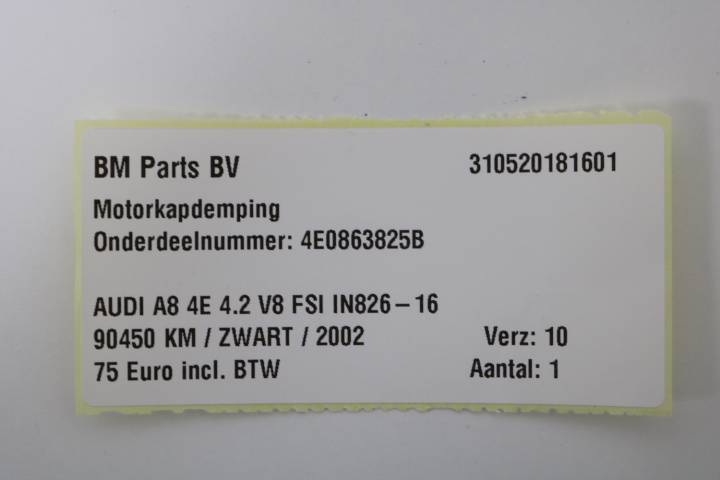 BM Parts BV 310520181601
Motorkapdemping
Onderdeelnummer: 4E0863825B
AUDI A8 4E 4.2 V8 FSI IN826-16
90450 KM / ZWART / 2002 Verz: 10
75 Euro incl. BTW Aantal: 1